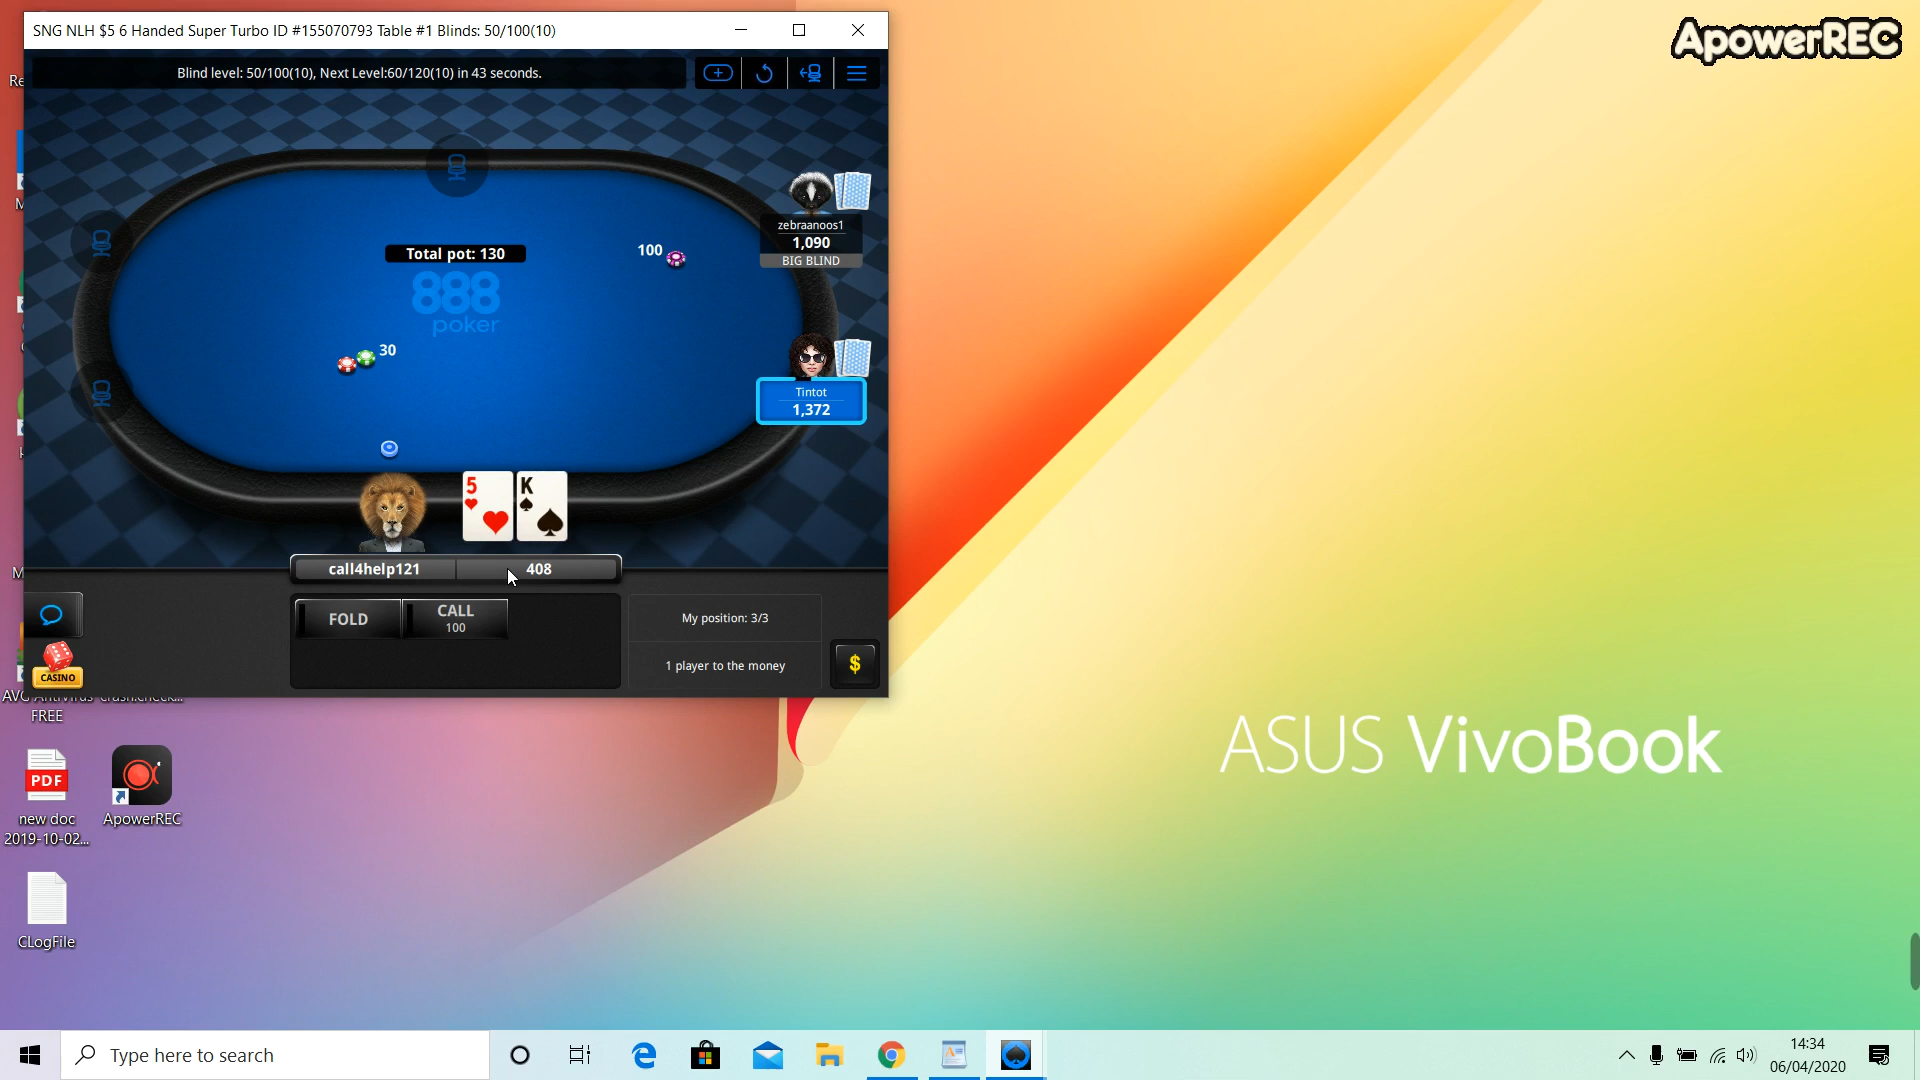 SNG NLH $5 6 Handed Super Turbo ID #155070793 Table #1 Blinds: 50/100(10)
ApowerREC
Blind level: 50/100(10), Next Level:60/120(10) in 43 seconds.
zebraanoos1
1,090
BIG BLIND
100
Total pot: 130
888
poker
30
Tintot
1,372
5
K
call4help121
408
FOLD
CALL
100
My position: 3/3
1 player to the money
$
CASINO
FREE
ASUS VivoBook
PDF
new doc
2019-10-02...
ApowerREC
CLogFile
Type here to search
14:34
06/04/2020